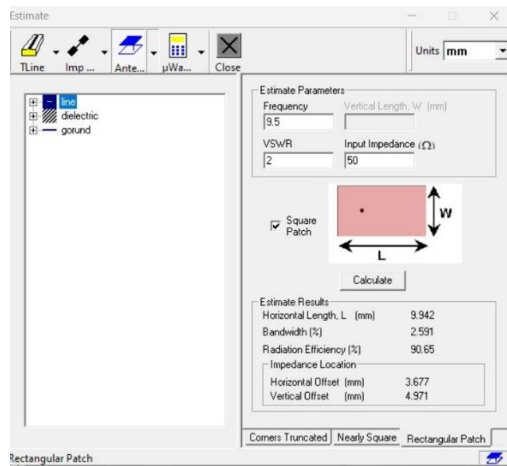 Estimate
TLine Imp ... Ante... µWa... Close
Units mm
line
dielectric
gorund
Estimate Parameters
Frequency Vertical Length, W (mm)
9.5
VSWR Input Impedance (Ω)
2 50
Square
Patch
W
L
Calculate
Estimate Results
Horizontal Length, L (mm) 9.942
Bandwidth (%) 2.591
Radiation Efficiency (%) 90.65
Impedance Location
Horizontal Offset (mm) 3.677
Vertical Offset (mm) 4.971
Corners Truncated Nearly Square Rectangular Patch
Rectangular Patch